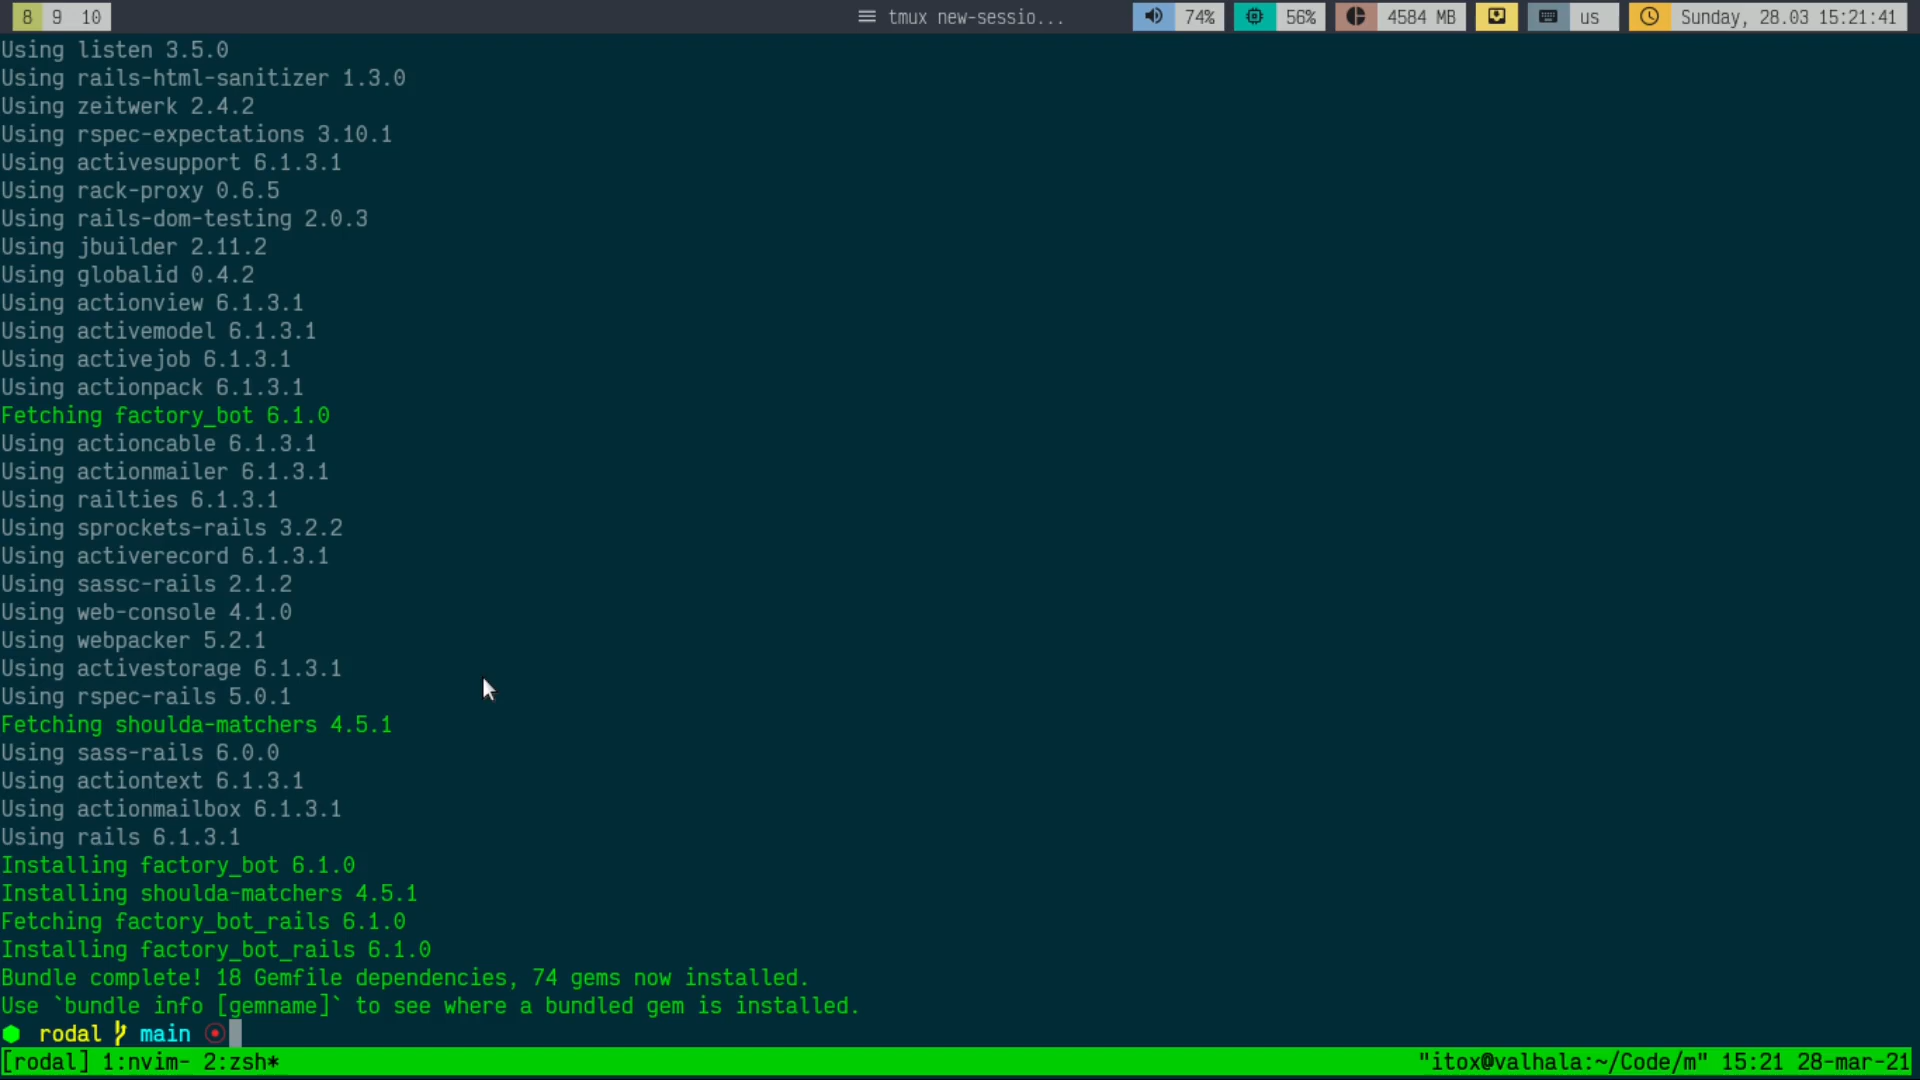 8 9 10 tmux new-sessio... 74% 56% 4584 MB us Sunday, 28.03 15:21:41
Using listen 3.5.0
Using rails-html-sanitizer 1.3.0
Using zeitwerk 2.4.2
Using rspec-expectations 3.10.1
Using activesupport 6.1.3.1
Using rack-proxy 0.6.5
Using rails-dom-testing 2.0.3
Using jbuilder 2.11.2
Using globalid 0.4.2
Using actionview 6.1.3.1
Using activemodel 6.1.3.1
Using activejob 6.1.3.1
Using actionpack 6.1.3.1
Fetching factory_bot 6.1.0
Using actioncable 6.1.3.1
Using actionmailer 6.1.3.1
Using railties 6.1.3.1
Using sprockets-rails 3.2.2
Using activerecord 6.1.3.1
Using sassc-rails 2.1.2
Using web-console 4.1.0
Using webpacker 5.2.1
Using activestorage 6.1.3.1
Using rspec-rails 5.0.1
Fetching shoulda-matchers 4.5.1
Using sass-rails 6.0.0
Using actiontext 6.1.3.1
Using actionmailbox 6.1.3.1
Using rails 6.1.3.1
Installing factory_bot 6.1.0
Installing shoulda-matchers 4.5.1
Fetching factory_bot_rails 6.1.0
Installing factory_bot_rails 6.1.0
Bundle complete! 18 Gemfile dependencies, 74 gems now installed.
Use `bundle info [gemname]` to see where a bundled gem is installed.
rodal main
[rodal] 1:nvim- 2:zsh* "itox@valhala:~/Code/m" 15:21 28-mar-21